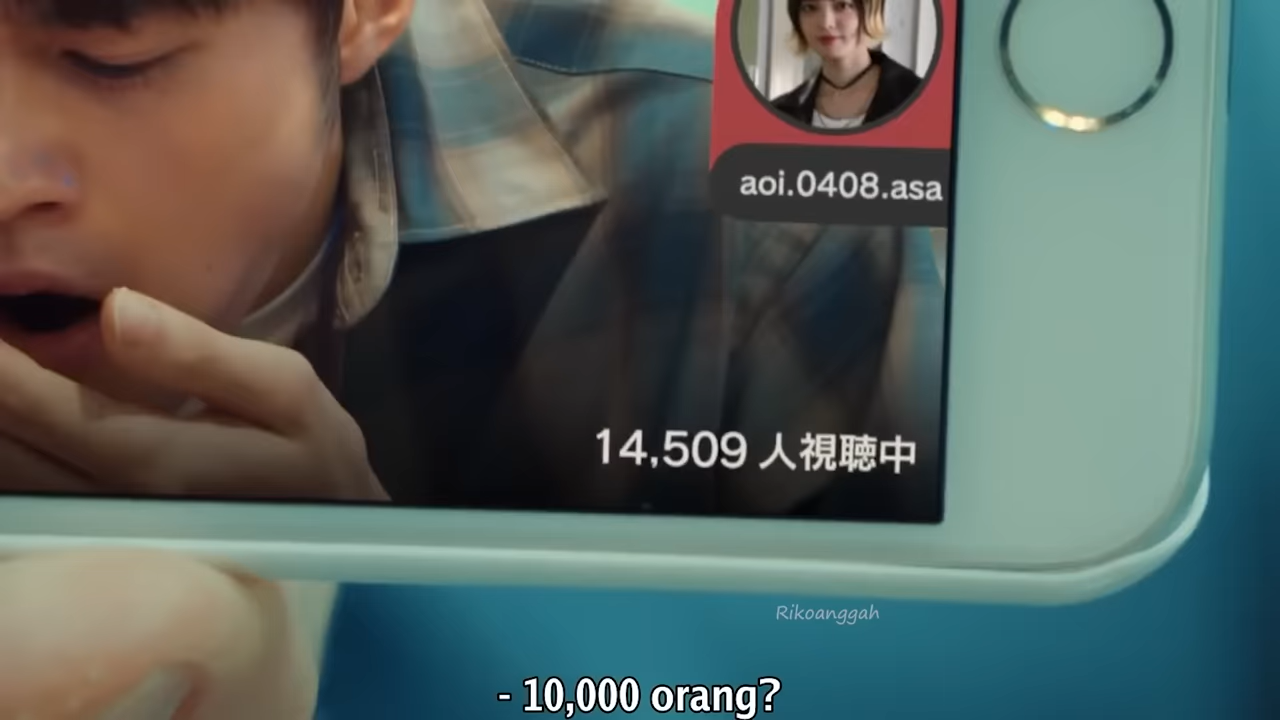 aoi.0408.asa
14,509 人視聴中
Rikoanggah
- 10,000 orang?